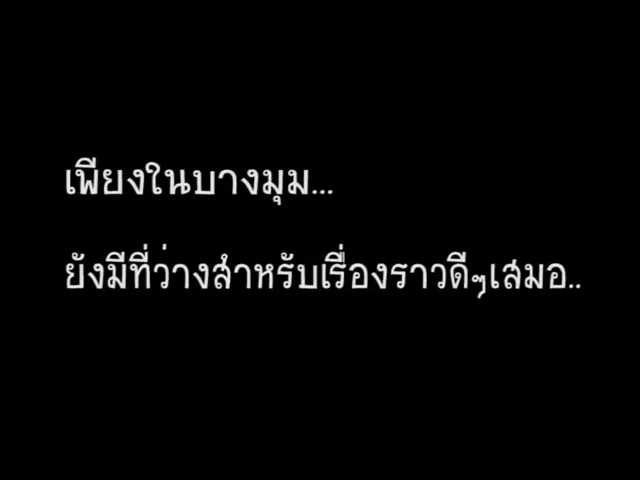 เพียงในบางมุม...
ยังมีที่ว่างสำหรับเรื่องราวดีๆเสมอ..